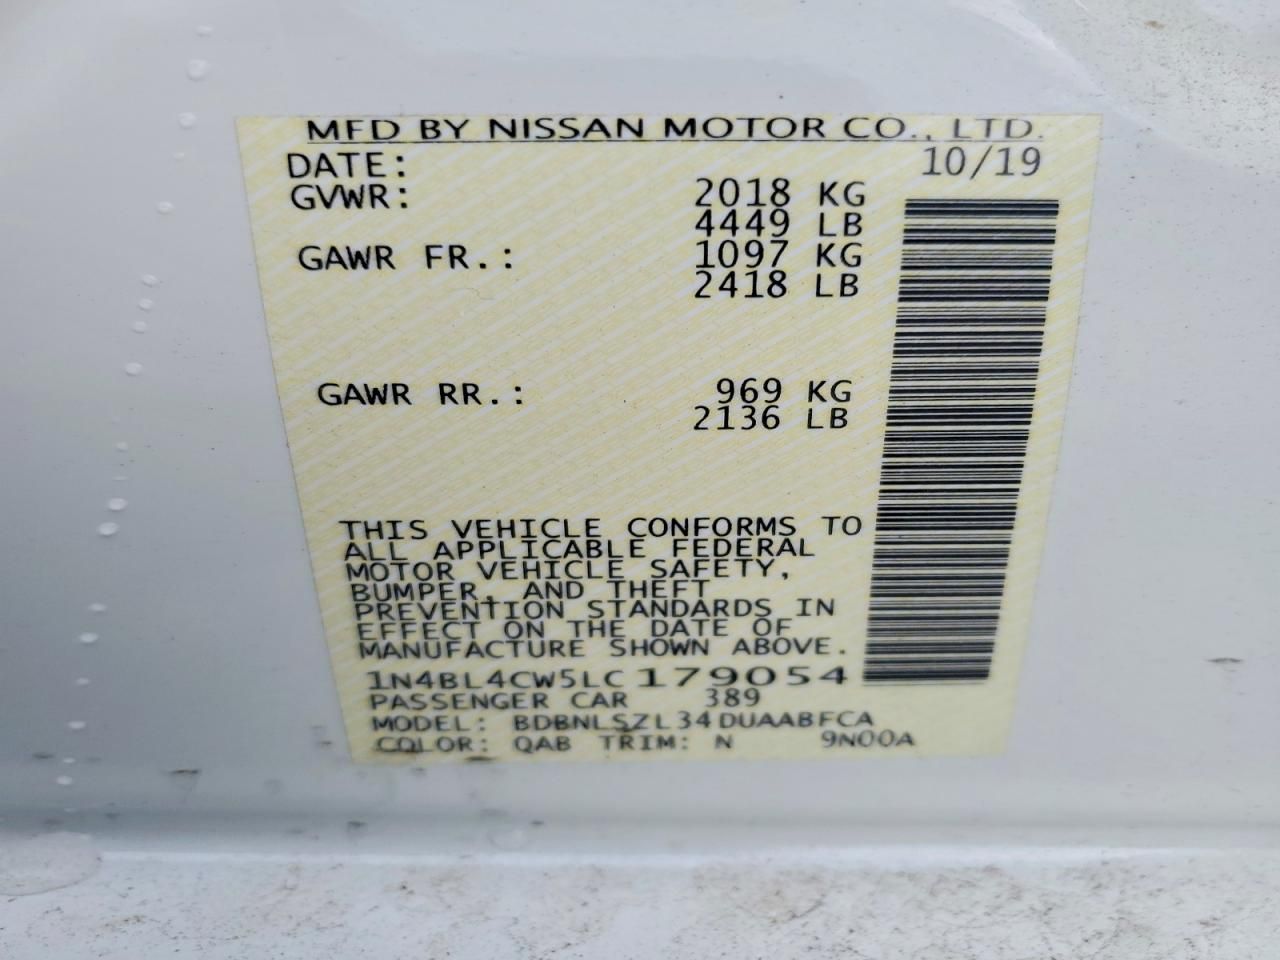 MFD BY NISSAN MOTOR CO., LTD.
DATE: 10/19
GVWR: 2018 KG
4449 LB
GAWR FR.: 1097 KG
2418 LB
GAWR RR.: 969 KG
2136 LB
THIS VEHICLE CONFORMS TO
ALL APPLICABLE FEDERAL
MOTOR VEHICLE SAFETY,
BUMPER, AND THEFT
PREVENTION STANDARDS IN
EFFECT ON THE DATE OF
MANUFACTURE SHOWN ABOVE.
1N4BL4CW5LC179054
PASSENGER CAR 389
MODEL: BDBNLSZL34DUAABFCA
COLOR: QAB TRIM: N 9N00A